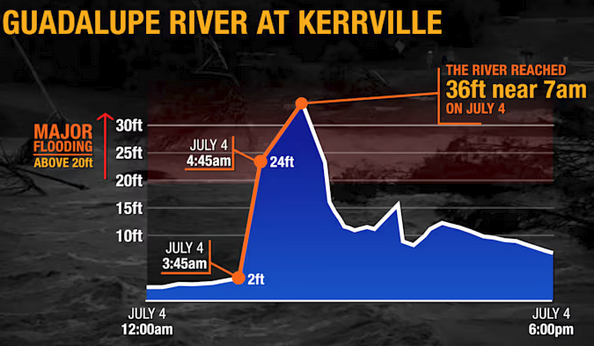 GUADALUPE RIVER AT KERRVILLE
THE RIVER REACHED
36ft near 7am
ON JULY 4
MAJOR
FLOODING
ABOVE 20ft
30ft
25ft
20ft
15ft
10ft
JULY 4
4:45am
24ft
JULY 4
3:45am
2ft
JULY 4
12:00am
JULY 4
6:00pm